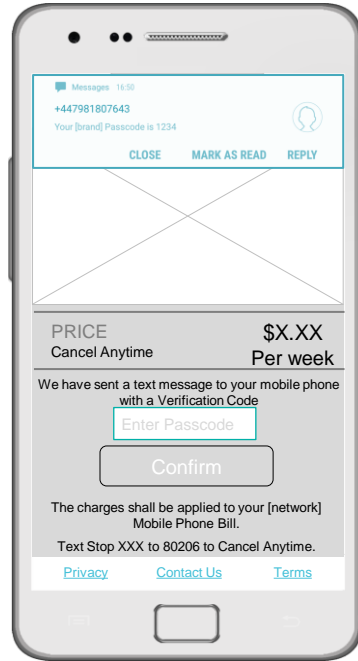 Messages 16:50
+447981807643
Your [brand] Passcode is 1234
CLOSE MARK AS READ REPLY
PRICE $X.XX
Cancel Anytime Per week
We have sent a text message to your mobile phone
with a Verification Code
Enter Passcode
Confirm
The charges shall be applied to your [network]
Mobile Phone Bill.
Text Stop XXX to 80206 to Cancel Anytime.
Privacy Contact Us Terms